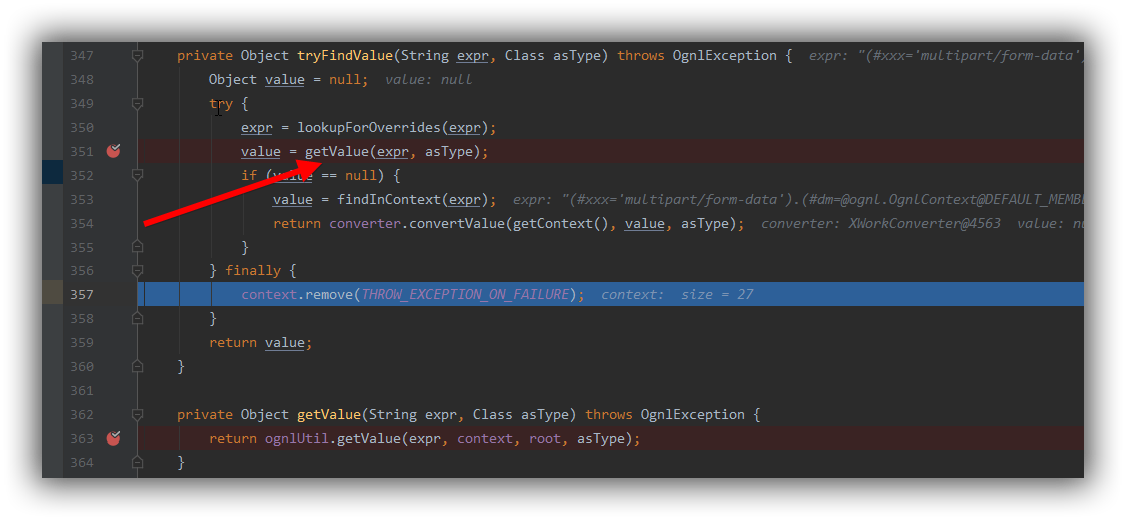 347 private Object tryFindValue(String expr, Class asType) throws OgnlException { expr: "(#xxx='multipart/form-data')
348 Object value = null; value: null
349 try {
350 expr = lookupForOverrides(expr);
351 value = getValue(expr, asType);
352 if (value == null) {
353 value = findInContext(expr); expr: "(#xxx='multipart/form-data').(#dm=@ognl.OgnlContext@DEFAULT_MEMB
354 return converter.convertValue(getContext(), value, asType); converter: XWorkConverter@4563 value: nu
355 }
356 } finally {
357 context.remove(THROW_EXCEPTION_ON_FAILURE); context: size = 27
358 }
359 return value;
360 }
361
362 private Object getValue(String expr, Class asType) throws OgnlException {
363 return ognlUtil.getValue(expr, context, root, asType);
364 }